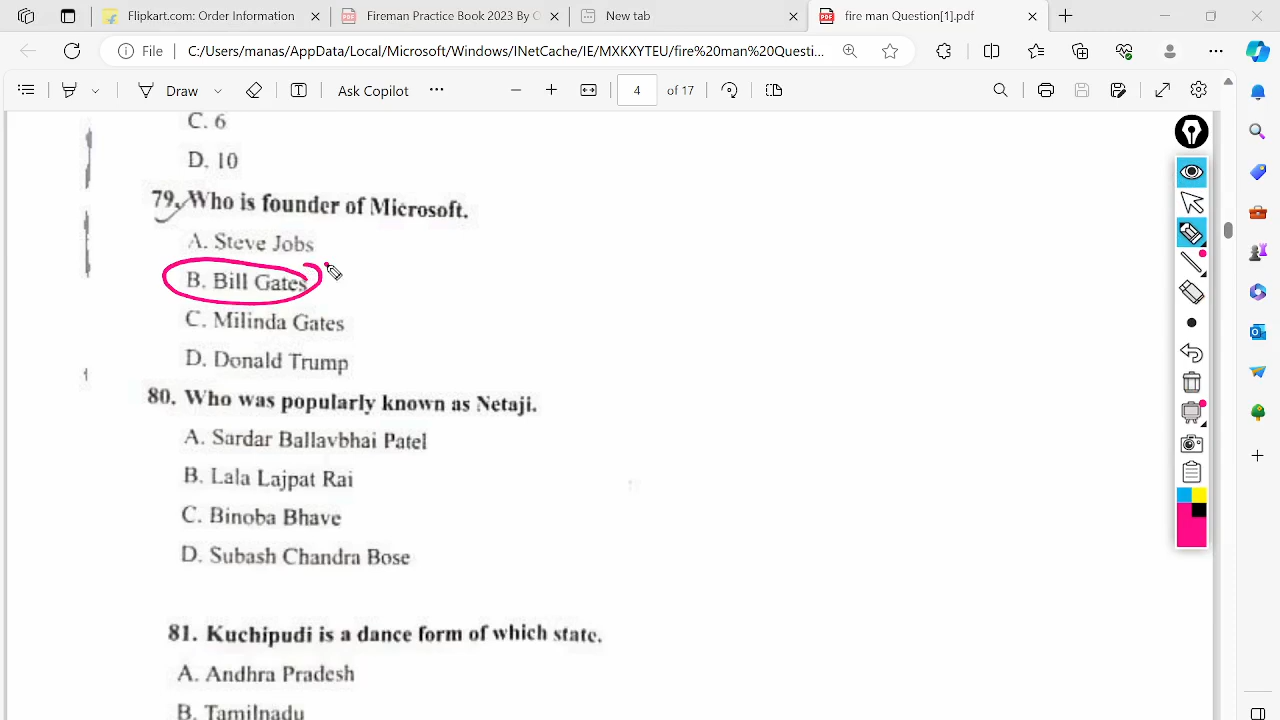 Flipkart.com: Order Information
Fireman Practice Book 2023 By C
New tab
fire man Question[1].pdf
File
C:/Users/manas/AppData/Local/Microsoft/Windows/INetCache/IE/MXKXYTEU/fire%20man%20Questi...
Draw
Ask Copilot
4
of 17
C. 6
D. 10
79. Who is founder of Microsoft.
A. Steve Jobs
B. Bill Gates
C. Milinda Gates
D. Donald Trump
80. Who was popularly known as Netaji.
A. Sardar Ballavbhai Patel
B. Lala Lajpat Rai
C. Binoba Bhave
D. Subash Chandra Bose
81. Kuchipudi is a dance form of which state.
A. Andhra Pradesh
B. Tamilnadu